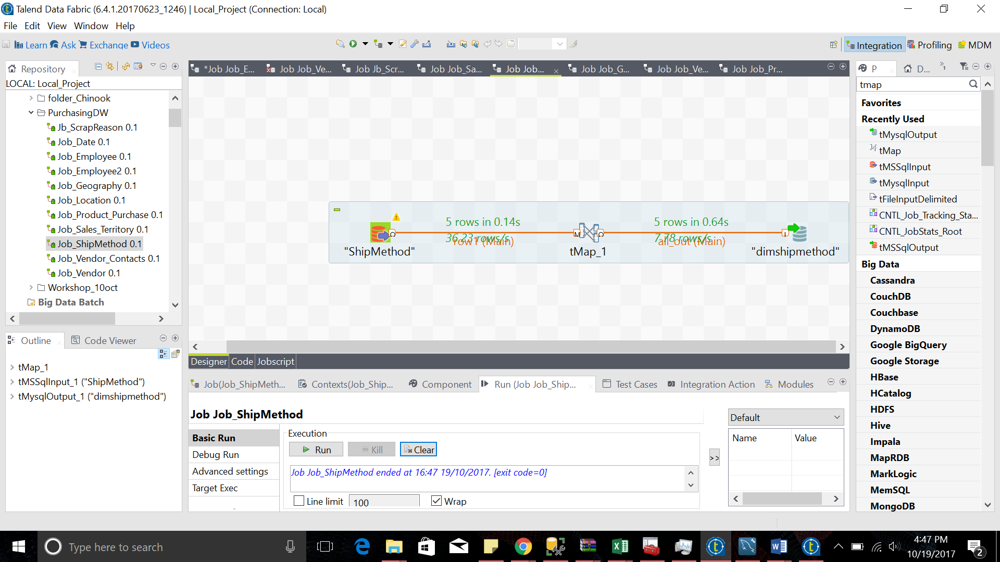 Talend Data Fabric (6.4.1.20170623_1246) | Local_Project (Connection: Local)
File Edit View Window Help
Learn Ask Exchange Videos
Integration Profiling MDM
Repository
LOCAL: Local_Project
folder_Chinook
PurchasingDW
Jb_ScrapReason 0.1
Job_Date 0.1
Job_Employee 0.1
Job_Employee2 0.1
Job_Geography 0.1
Job_Location 0.1
Job_Product_Purchase 0.1
Job_Sales_Territory 0.1
Job_ShipMethod 0.1
Job_Vendor_Contacts 0.1
Job_Vendor 0.1
Workshop_10oct
Big Data Batch
Outline Code Viewer
tMap_1
tMSSqlInput_1 ("ShipMethod")
tMysqlOutput_1 ("dimshipmethod")
*Job Job_E... Job Job_Ve... Job Jb_Scr... Job Job_Sa... Job Job... Job Job_G... Job Job_Ve... Job Job_Pr...
5 rows in 0.14s 5 rows in 0.64s
36.23 rows/s 7.78 rows/s
row1 (Main) all_out (Main)
"ShipMethod" tMap_1 "dimshipmethod"
Designer Code Jobscript
Job(Job_ShipMeth... Contexts(Job_Ship... Component Run (Job Job_Ship... Test Cases Integration Action Modules
Job Job_ShipMethod
Basic Run
Debug Run
Advanced settings
Target Exec
Execution
Run Kill Clear
Job Job_ShipMethod ended at 16:47 19/10/2017. [exit code=0]
Line limit 100 Wrap
>>
Default
Name Value
P D... »1
tmap
Favorites
Recently Used
tMysqlOutput
tMap
tMSSqlInput
tMysqlInput
tFileInputDelimited
CNTL_Job_Tracking_Sta...
CNTL_JobStats_Root
tMSSqlOutput
Big Data
Cassandra
CouchDB
Couchbase
DynamoDB
Google BigQuery
Google Storage
HBase
HCatalog
HDFS
Hive
Impala
MapRDB
MarkLogic
MemSQL
MongoDB
Type here to search
4:47 PM
10/19/2017
2